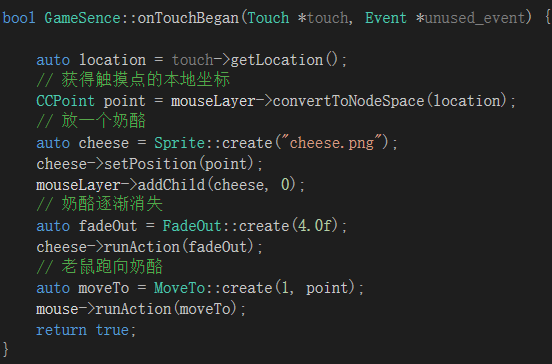 bool GameSence::onTouchBegan(Touch *touch, Event *unused_event) {
auto location = touch->getLocation();
// 获得触摸点的本地坐标
CCPoint point = mouseLayer->convertToNodeSpace(location);
// 放一个奶酪
auto cheese = Sprite::create("cheese.png");
cheese->setPosition(point);
mouseLayer->addChild(cheese, 0);
// 奶酪逐渐消失
auto fadeOut = FadeOut::create(4.0f);
cheese->runAction(fadeOut);
// 老鼠跑向奶酪
auto moveTo = MoveTo::create(1, point);
mouse->runAction(moveTo);
return true;
}